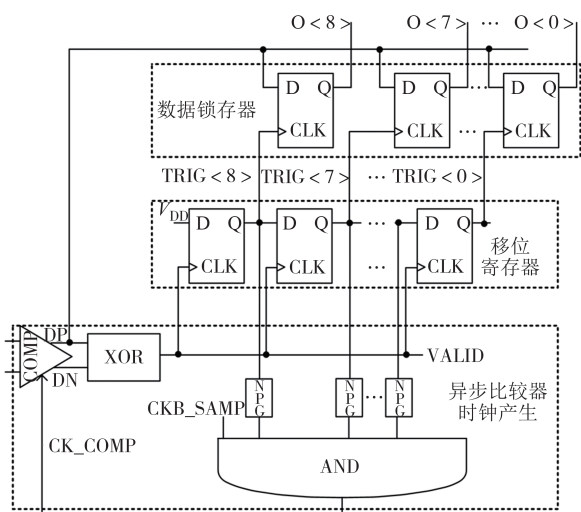 O<8> O<7> ··· O<0>
D Q D Q ··· D Q
数据锁存器
CLK CLK ··· CLK
TRIG<8> TRIG<7> ··· TRIG<0>
VDD D Q D Q ··· D Q
移位
寄存器
CLK CLK ··· CLK
COMP DP
XOR
VALID
DN
NPG NPG ··· NPG
异步比较器
时钟产生
CKB_SAMP
CK_COMP
AND